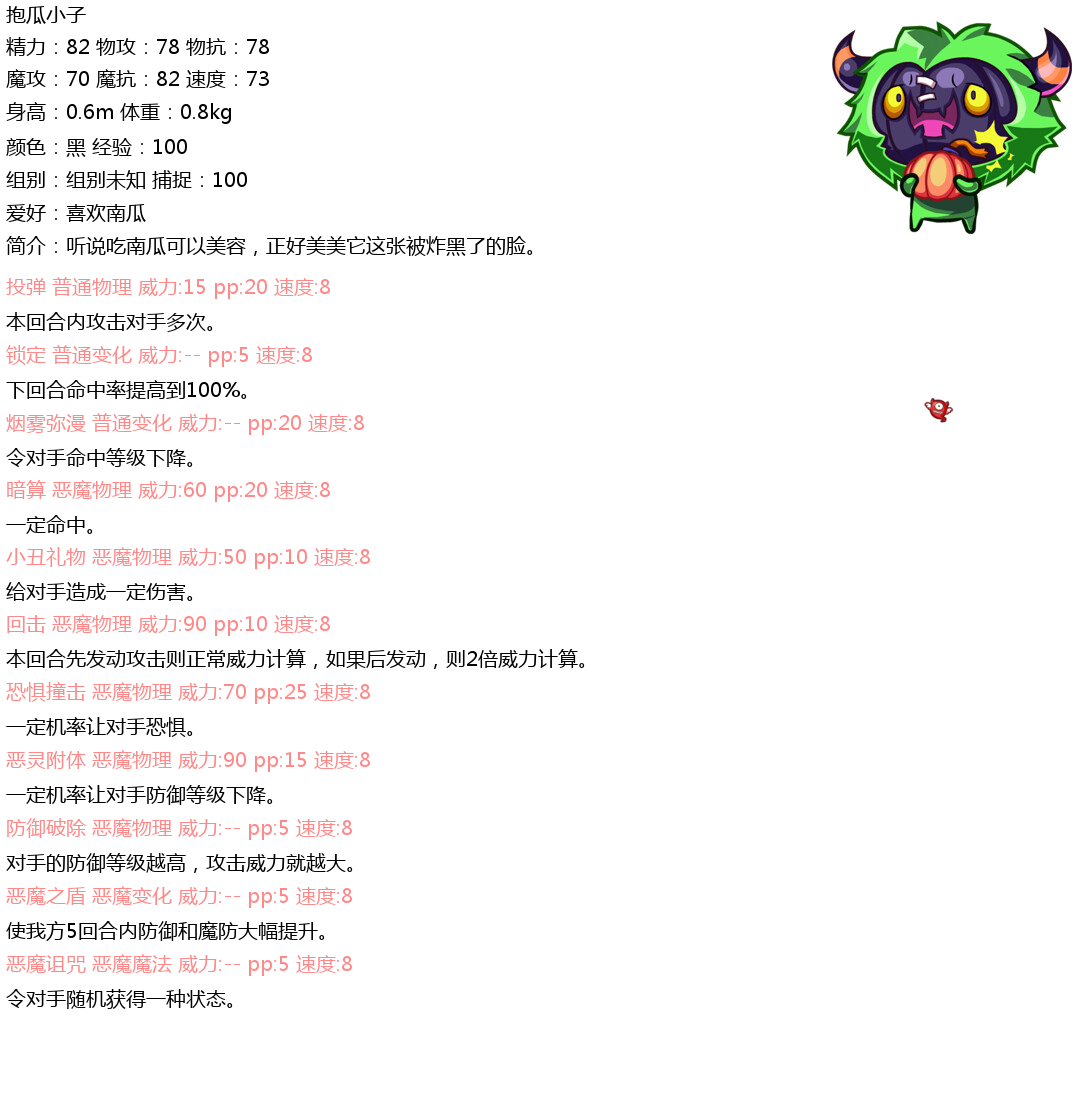 抱瓜小子
精力：82 物攻：78 物抗：78
魔攻：70 魔抗：82 速度：73
身高：0.6m 体重：0.8kg
颜色：黑 经验：100
组别：组别未知 捕捉：100
爱好：喜欢南瓜
简介：听说吃南瓜可以美容，正好美美它这张被炸黑了的脸。
投弹 普通物理 威力:15 pp:20 速度:8
本回合内攻击对手多次。
锁定 普通变化 威力:-- pp:5 速度:8
下回合命中率提高到100%。
烟雾弥漫 普通变化 威力:-- pp:20 速度:8
令对手命中等级下降。
暗算 恶魔物理 威力:60 pp:20 速度:8
一定命中。
小丑礼物 恶魔物理 威力:50 pp:10 速度:8
给对手造成一定伤害。
回击 恶魔物理 威力:90 pp:10 速度:8
本回合先发动攻击则正常威力计算，如果后发动，则2倍威力计算。
恐惧撞击 恶魔物理 威力:70 pp:25 速度:8
一定机率让对手恐惧。
恶灵附体 恶魔物理 威力:90 pp:15 速度:8
一定机率让对手防御等级下降。
防御破除 恶魔物理 威力:-- pp:5 速度:8
对手的防御等级越高，攻击威力就越大。
恶魔之盾 恶魔变化 威力:-- pp:5 速度:8
使我方5回合内防御和魔防大幅提升。
恶魔诅咒 恶魔魔法 威力:-- pp:5 速度:8
令对手随机获得一种状态。